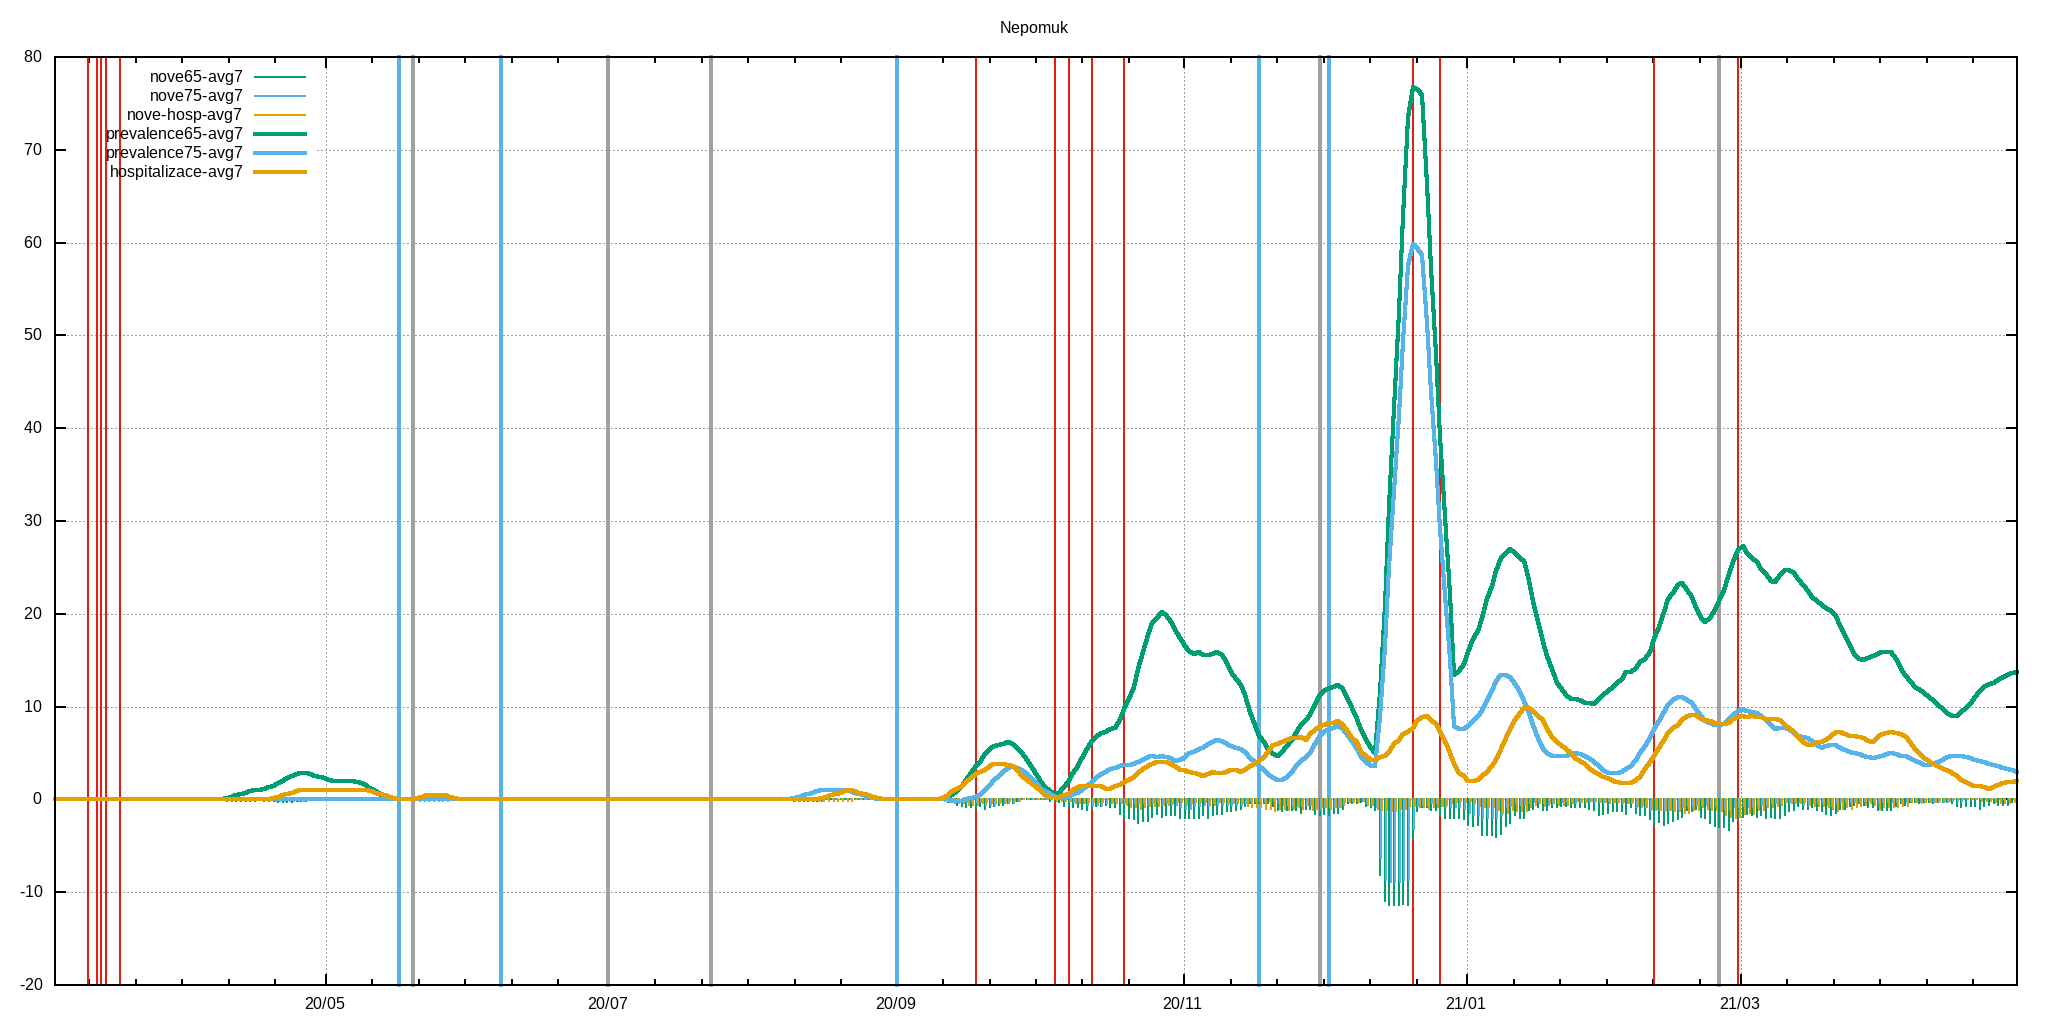 Nepomuk
80
70
60
50
40
30
20
10
0
-10
-20
nove65-avg7
nove75-avg7
nove-hosp-avg7
prevalence65-avg7
prevalence75-avg7
hospitalizace-avg7
20/05 20/07 20/09 20/11 21/01 21/03